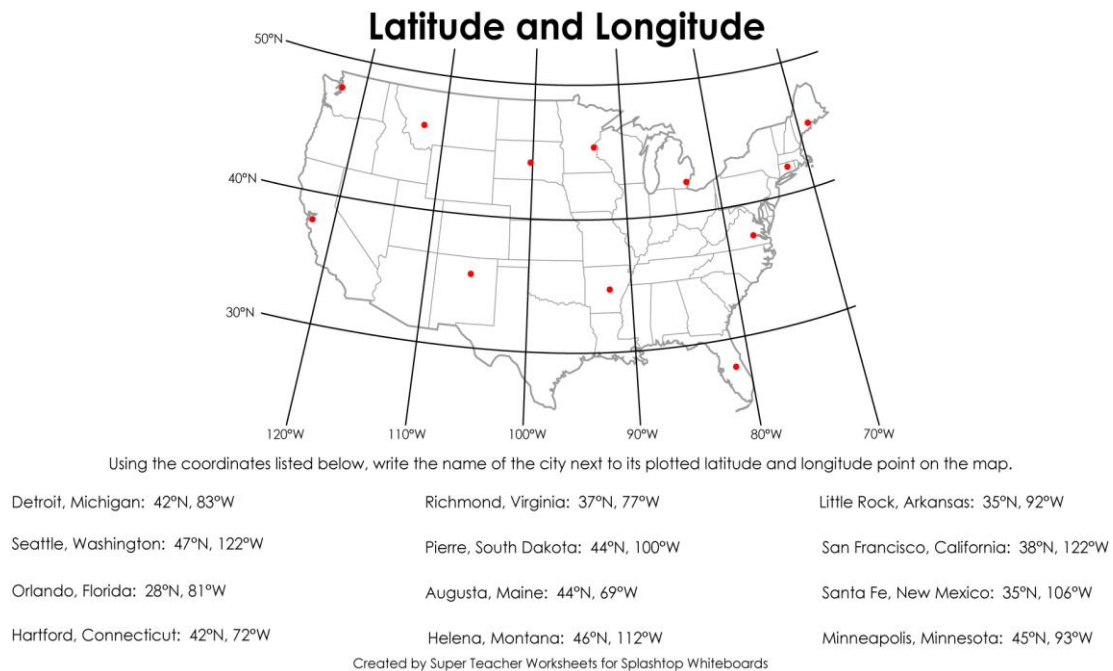 Latitude and Longitude
50°N
40°N
30°N
120°W 110°W 100°W 90°W 80°W 70°W
Using the coordinates listed below, write the name of the city next to its plotted latitude and longitude point on the map.
Detroit, Michigan: 42°N, 83°W
Richmond, Virginia: 37°N, 77°W
Little Rock, Arkansas: 35°N, 92°W
Seattle, Washington: 47°N, 122°W
Pierre, South Dakota: 44°N, 100°W
San Francisco, California: 38°N, 122°W
Orlando, Florida: 28°N, 81°W
Augusta, Maine: 44°N, 69°W
Santa Fe, New Mexico: 35°N, 106°W
Hartford, Connecticut: 42°N, 72°W
Helena, Montana: 46°N, 112°W
Minneapolis, Minnesota: 45°N, 93°W
Created by Super Teacher Worksheets for Splashtop Whiteboards